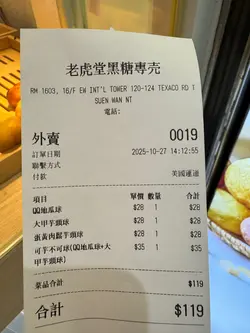 老虎堂黑糖專売
RM 1603, 16/F EW INT'L TOWER 120-124 TEXACO RD T
SUEN WAN NT
電話:
外賣 0019
訂單日期 2025-10-27 14:12:55
聯繫方式
付款 美國運通
項目 單價 數量 合計
QQ地瓜球 $28 1 $28
大甲芋頭球 $28 1 $28
蛋黃肉鬆芋頭球 $28 1 $28
可芋不可球(QQ地瓜球+大 $35 1 $35
甲芋頭球)
菜品合計 $119
合計 $119